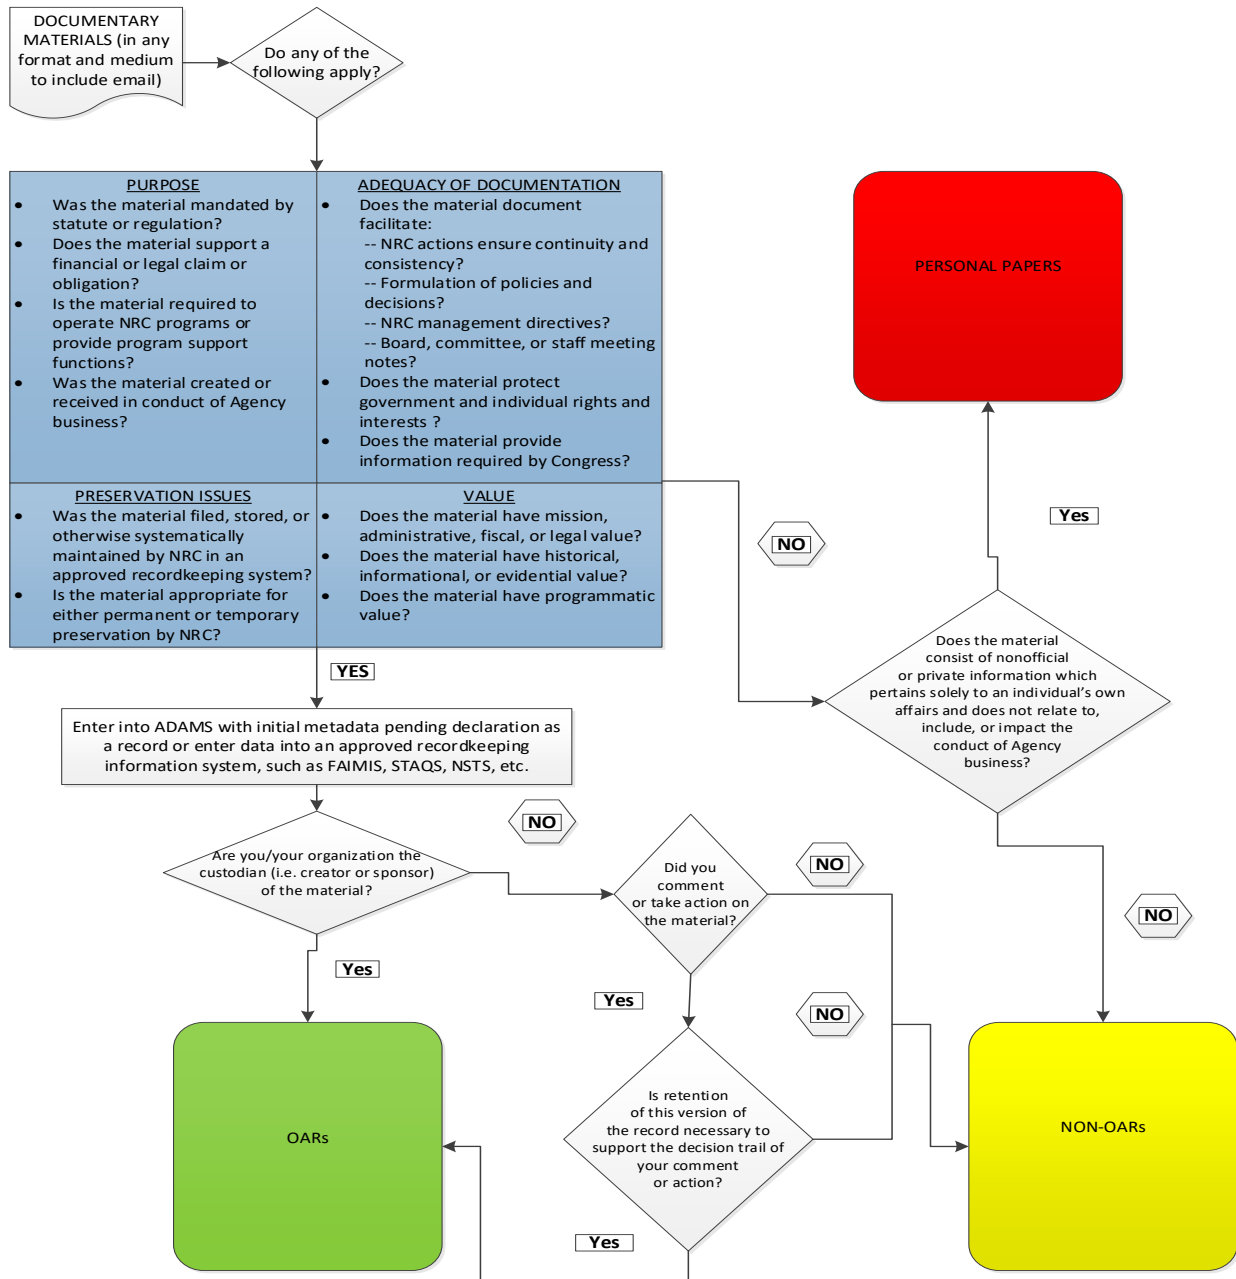 DOCUMENTARY
MATERIALS (in any
format and medium
to include email)
Do any of the
following apply?
PURPOSE
• Was the material mandated by
statute or regulation?
• Does the material support a
financial or legal claim or
obligation?
• Is the material required to
operate NRC programs or
provide program support
functions?
• Was the material created or
received in conduct of Agency
business?
ADEQUACY OF DOCUMENTATION
• Does the material document
facilitate:
-- NRC actions ensure continuity and
consistency?
-- Formulation of policies and
decisions?
-- NRC management directives?
-- Board, committee, or staff meeting
notes?
• Does the material protect
government and individual rights and
interests ?
• Does the material provide
information required by Congress?
PRESERVATION ISSUES
• Was the material filed, stored, or
otherwise systematically
maintained by NRC in an
approved recordkeeping system?
• Is the material appropriate for
either permanent or temporary
preservation by NRC?
VALUE
• Does the material have mission,
administrative, fiscal, or legal value?
• Does the material have historical,
informational, or evidential value?
• Does the material have programmatic
value?
PERSONAL PAPERS
Yes
NO
Does the material
consist of nonofficial
or private information which
pertains solely to an individual’s own
affairs and does not relate to,
include, or impact the
conduct of Agency
business?
YES
Enter into ADAMS with initial metadata pending declaration as
a record or enter data into an approved recordkeeping
information system, such as FAIMIS, STAQS, NSTS, etc.
NO
Are you/your organization the
custodian (i.e. creator or sponsor)
of the material?
Did you
comment
or take action on
the material?
NO
NO
Yes
Yes
NO
Is retention
of this version of
the record necessary to
support the decision trail of
your comment
or action?
OARs
NON-OARs
Yes